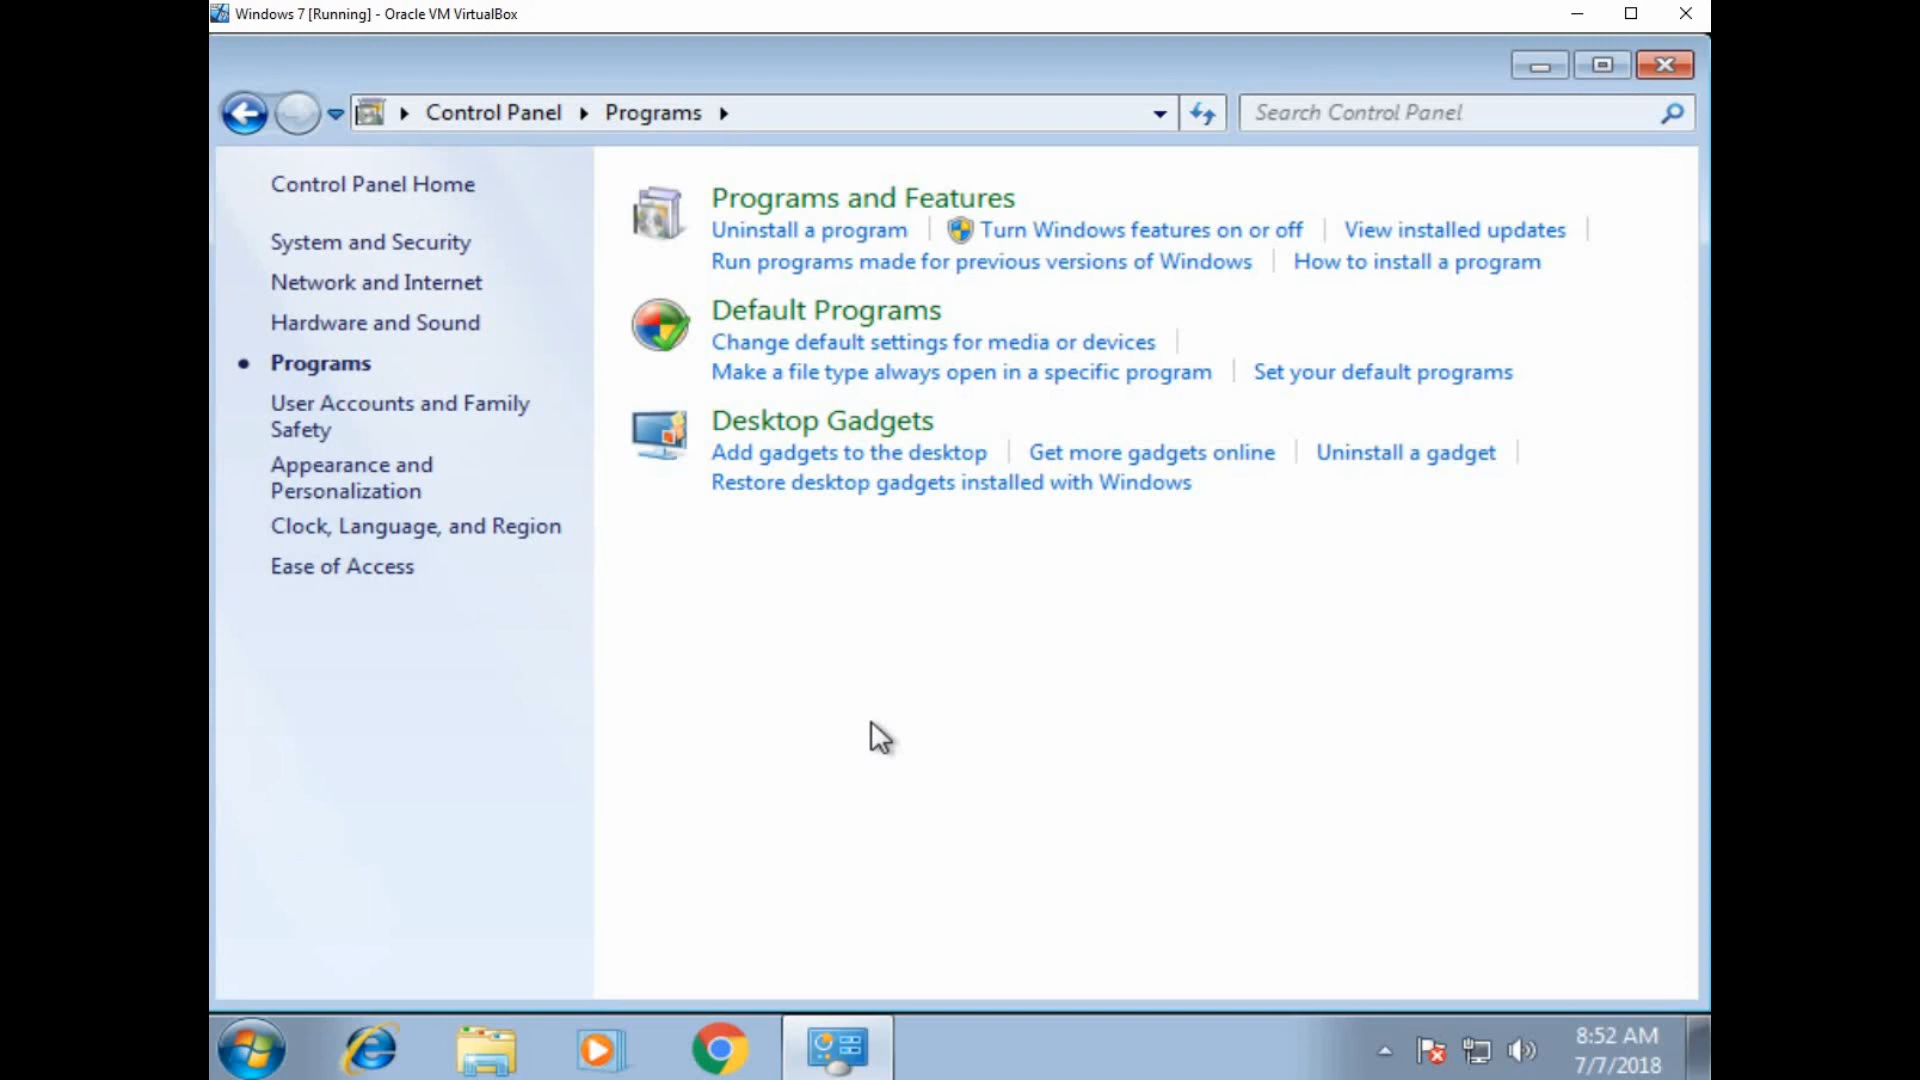 Windows 7 [Running] - Oracle VM VirtualBox
Control Panel Programs
Search Control Panel
Control Panel Home
System and Security
Network and Internet
Hardware and Sound
Programs
User Accounts and Family
Safety
Appearance and
Personalization
Clock, Language, and Region
Ease of Access
Programs and Features
Uninstall a program Turn Windows features on or off View installed updates
Run programs made for previous versions of Windows How to install a program
Default Programs
Change default settings for media or devices
Make a file type always open in a specific program Set your default programs
Desktop Gadgets
Add gadgets to the desktop Get more gadgets online Uninstall a gadget
Restore desktop gadgets installed with Windows
8:52 AM
7/7/2018